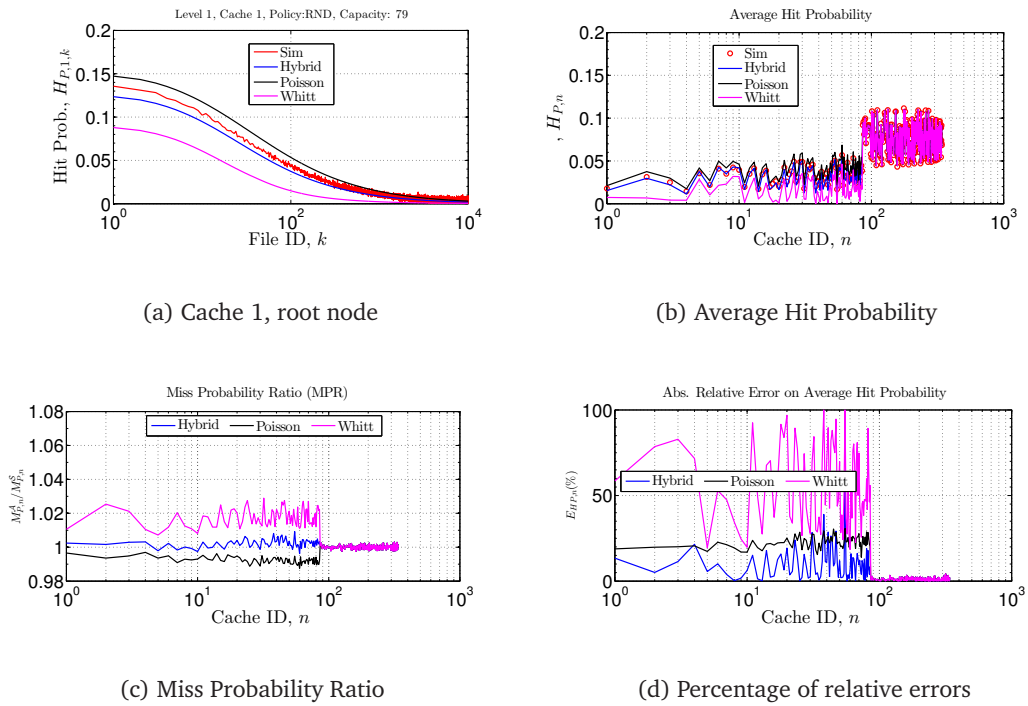 Level 1, Cache 1, Policy:RND, Capacity: 79
Hit Prob., H_{P,1,k}
0.2
0.15
0.1
0.05
0
Sim
Hybrid
Poisson
Whitt
10^0
10^2
10^4
File ID, k
(a) Cache 1, root node
Average Hit Probability
, H_{P,n}
0.2
0.15
0.1
0.05
0
Sim
Hybrid
Poisson
Whitt
10^0
10^1
10^2
10^3
Cache ID, n
(b) Average Hit Probability
Miss Probability Ratio (MPR)
M^A_{P,n}/M^S_{P,n}
1.08
1.06
1.04
1.02
1
0.98
Hybrid
Poisson
Whitt
10^0
10^1
10^2
10^3
Cache ID, n
(c) Miss Probability Ratio
Abs. Relative Error on Average Hit Probability
E_{HP,n}(%)
100
50
0
Hybrid
Poisson
Whitt
10^0
10^1
10^2
10^3
Cache ID, n
(d) Percentage of relative errors